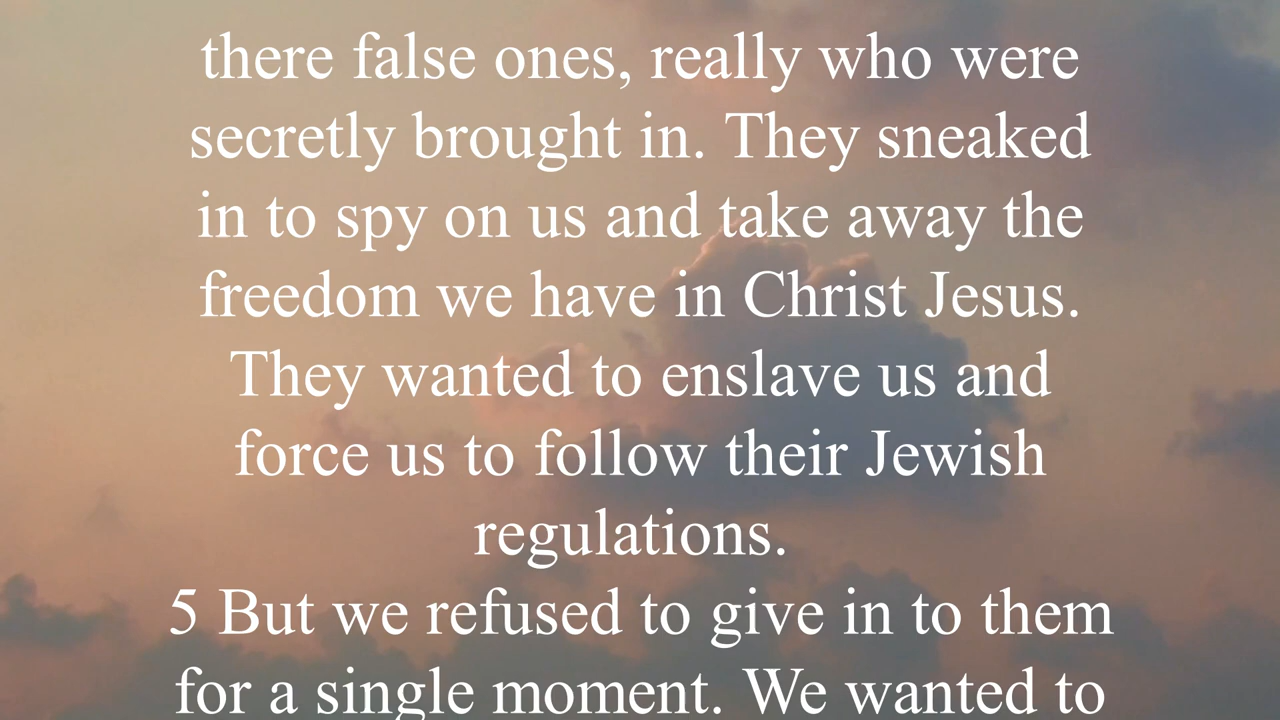 there false ones, really who were
secretly brought in. They sneaked
in to spy on us and take away the
freedom we have in Christ Jesus.
They wanted to enslave us and
force us to follow their Jewish
regulations.
5 But we refused to give in to them
for a single moment. We wanted to